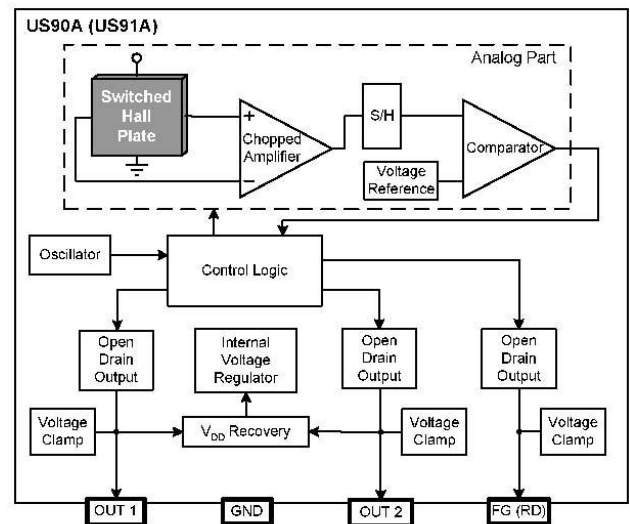 US90A (US91A)
Analog Part
Switched
Hall
Plate
+
Chopped
Amplifier
−
S/H
Comparator
Voltage
Reference
Oscillator
Control Logic
Open
Drain
Output
Internal
Voltage
Regulator
Open
Drain
Output
Open
Drain
Output
Voltage
Clamp
VDD Recovery
Voltage
Clamp
Voltage
Clamp
OUT 1
GND
OUT 2
FG (RD)